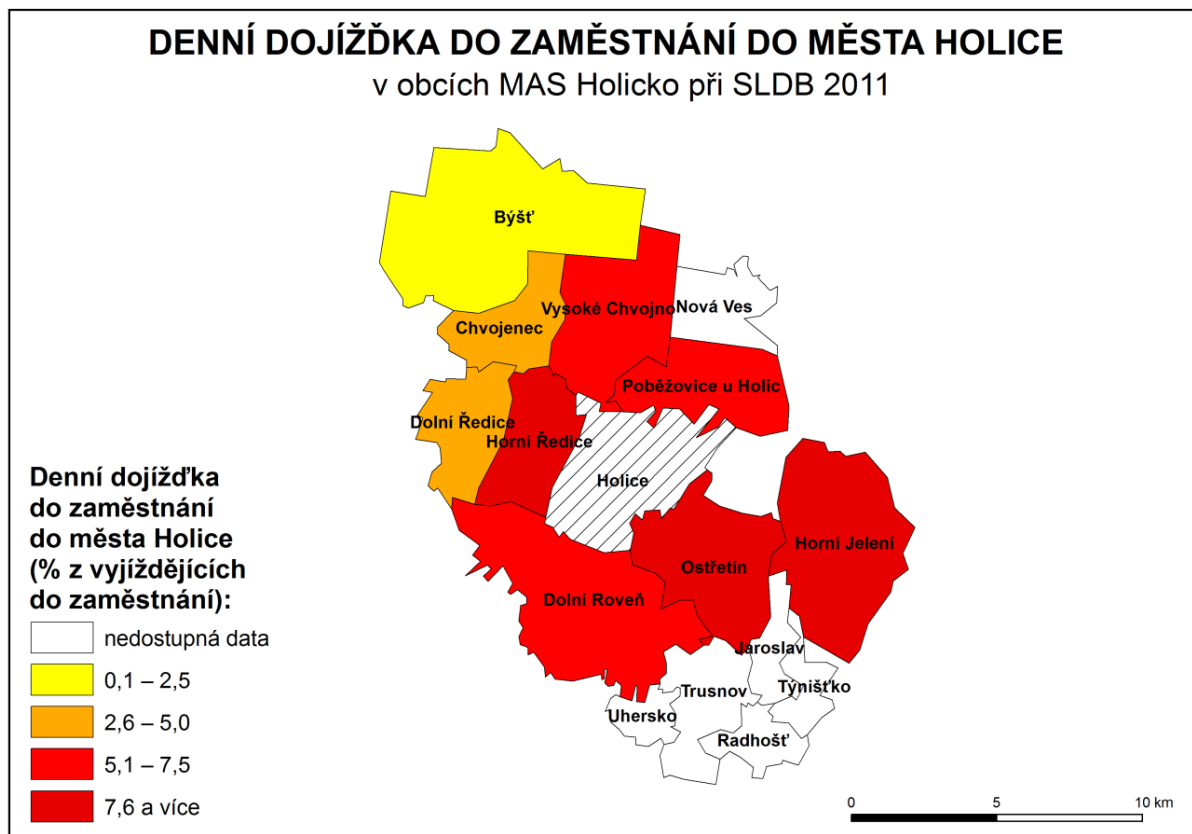 DENNÍ DOJÍŽĎKA DO ZAMĚSTNÁNÍ DO MĚSTA HOLICE
v obcích MAS Holicko při SLDB 2011
Býšť
Vysoké Chvojno
Nová Ves
Chvojenec
Poběžovice u Holic
Dolní Ředice
Horní Ředice
Holice
Horní Jelení
Ostřetín
Dolní Roveň
Jaroslav
Týnišťko
Trusnov
Uhersko
Radhošť
Denní dojížďka
do zaměstnání
do města Holice
(% z vyjíždějících
do zaměstnání):
nedostupná data
0,1 – 2,5
2,6 – 5,0
5,1 – 7,5
7,6 a více
0 5 10 km